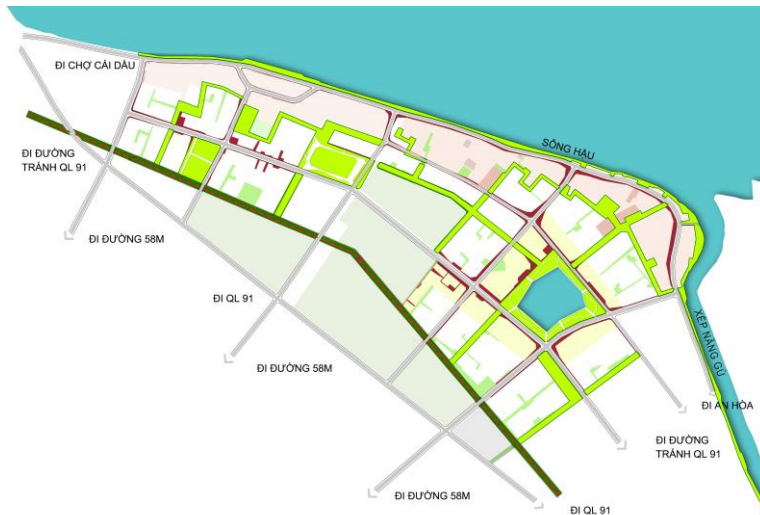 ĐI CHỢ CÁI DẦU
SÔNG HẬU
ĐI ĐƯỜNG
TRÁNH QL 91
ĐI ĐƯỜNG 58M
ĐI QL 91
XÉP NĂNG GÙ
ĐI ĐƯỜNG 58M
ĐI AN HÒA
ĐI ĐƯỜNG
TRÁNH QL 91
ĐI ĐƯỜNG 58M
ĐI QL 91